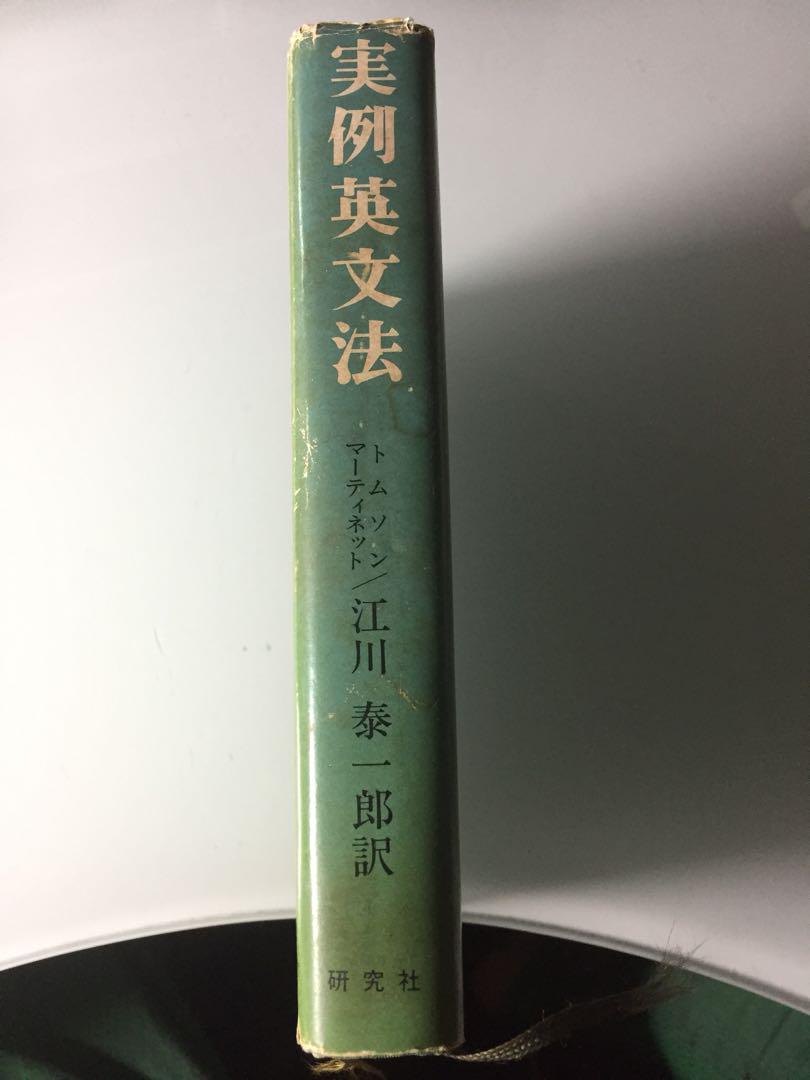 実例英文法
トムソン
マーティネット
/江川泰一郎訳
研究社